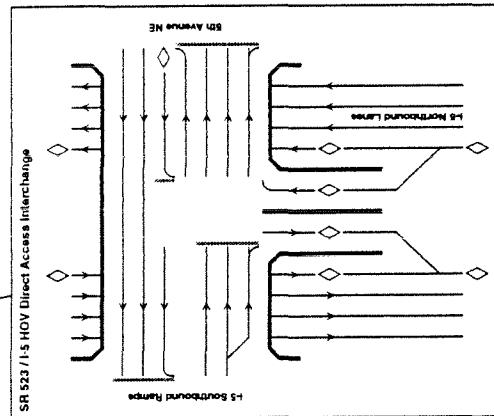 SR 523 / I-5 HOV Direct Access Interchange
5th Avenue NE
I-5 Northbound Lanes
I-5 Southbound Ramps